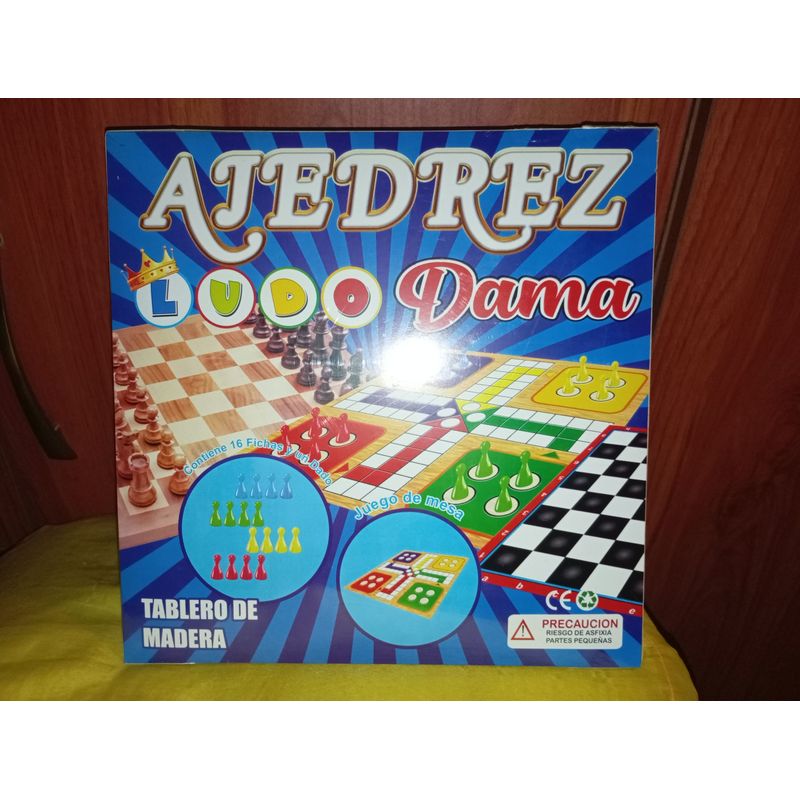 AJEDREZ
LUDO Dama
Contiene 16 Fichas y un Dado
Juego de mesa
TABLERO DE
MADERA
CE
PRECAUCION
RIESGO DE ASFIXIA
PARTES PEQUEÑAS
a b e